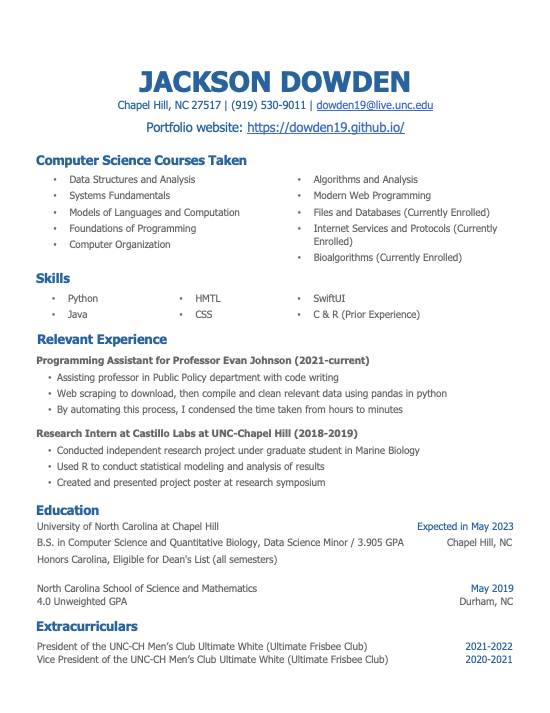 JACKSON DOWDEN
Chapel Hill, NC 27517 | (919) 530-9011 | dowden19@live.unc.edu
Portfolio website: https://dowden19.github.io/
Computer Science Courses Taken
• Data Structures and Analysis
• Systems Fundamentals
• Models of Languages and Computation
• Foundations of Programming
• Computer Organization
• Algorithms and Analysis
• Modern Web Programming
• Files and Databases (Currently Enrolled)
• Internet Services and Protocols (Currently
Enrolled)
• Bioalgorithms (Currently Enrolled)
Skills
• Python
• Java
• HMTL
• CSS
• SwiftUI
• C & R (Prior Experience)
Relevant Experience
Programming Assistant for Professor Evan Johnson (2021-current)
• Assisting professor in Public Policy department with code writing
• Web scraping to download, then compile and clean relevant data using pandas in python
• By automating this process, I condensed the time taken from hours to minutes
Research Intern at Castillo Labs at UNC-Chapel Hill (2018-2019)
• Conducted independent research project under graduate student in Marine Biology
• Used R to conduct statistical modeling and analysis of results
• Created and presented project poster at research symposium
Education
University of North Carolina at Chapel Hill Expected in May 2023
B.S. in Computer Science and Quantitative Biology, Data Science Minor / 3.905 GPA Chapel Hill, NC
Honors Carolina, Eligible for Dean's List (all semesters)
North Carolina School of Science and Mathematics May 2019
4.0 Unweighted GPA Durham, NC
Extracurriculars
President of the UNC-CH Men's Club Ultimate White (Ultimate Frisbee Club) 2021-2022
Vice President of the UNC-CH Men's Club Ultimate White (Ultimate Frisbee Club) 2020-2021